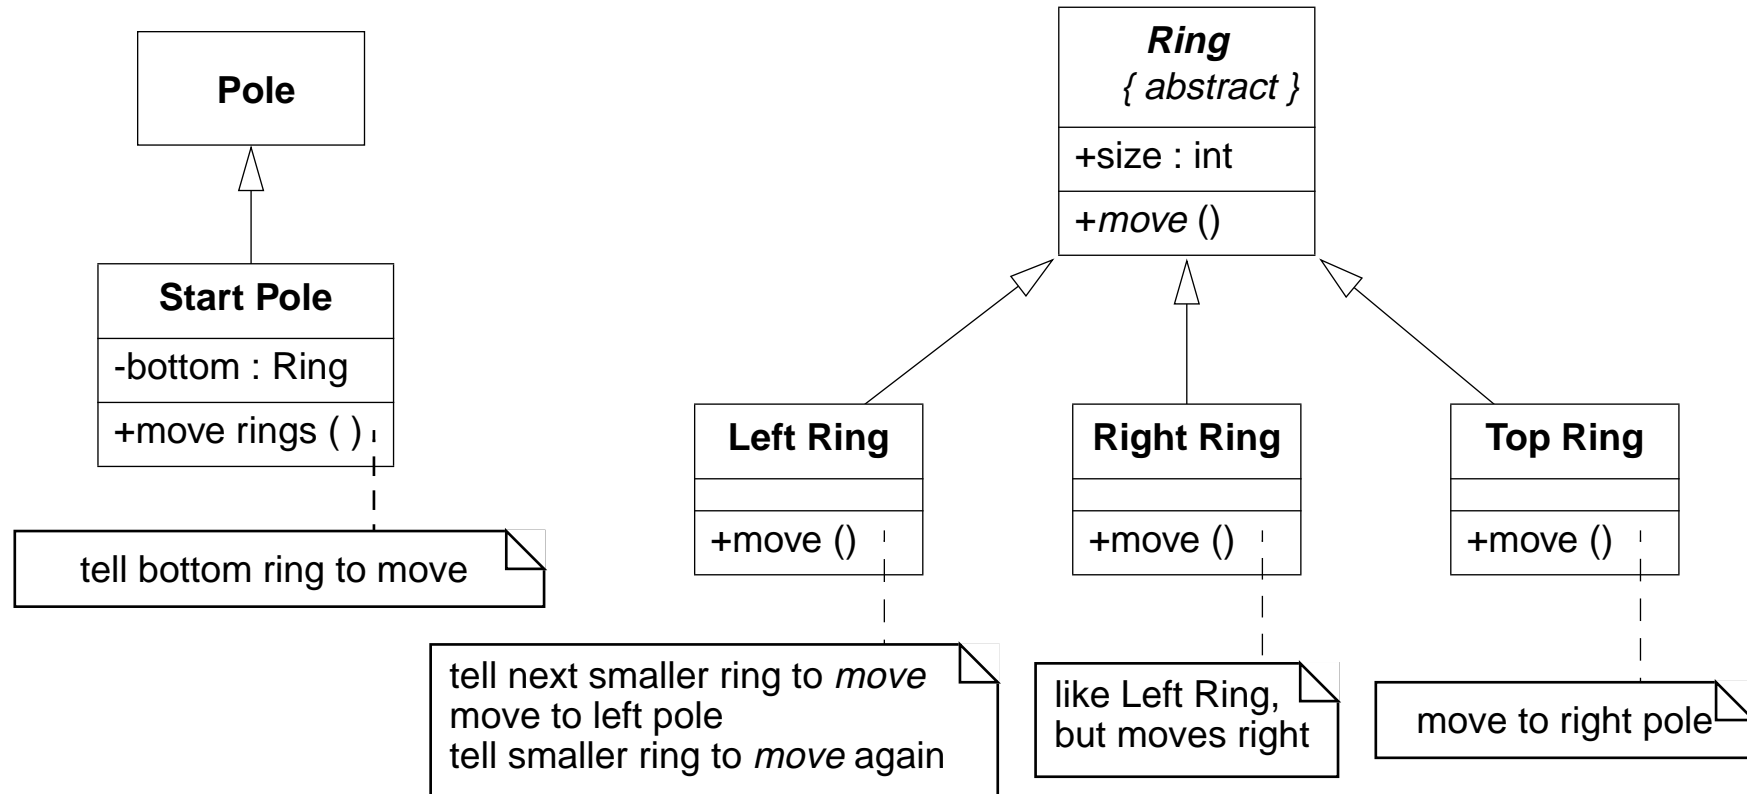 Pole
Start Pole
-bottom : Ring
+move rings ( )
tell bottom ring to move
Ring
{ abstract }
+size : int
+move ()
Left Ring
+move ()
tell next smaller ring to move
move to left pole
tell smaller ring to move again
Right Ring
+move ()
like Left Ring,
but moves right
Top Ring
+move ()
move to right pole